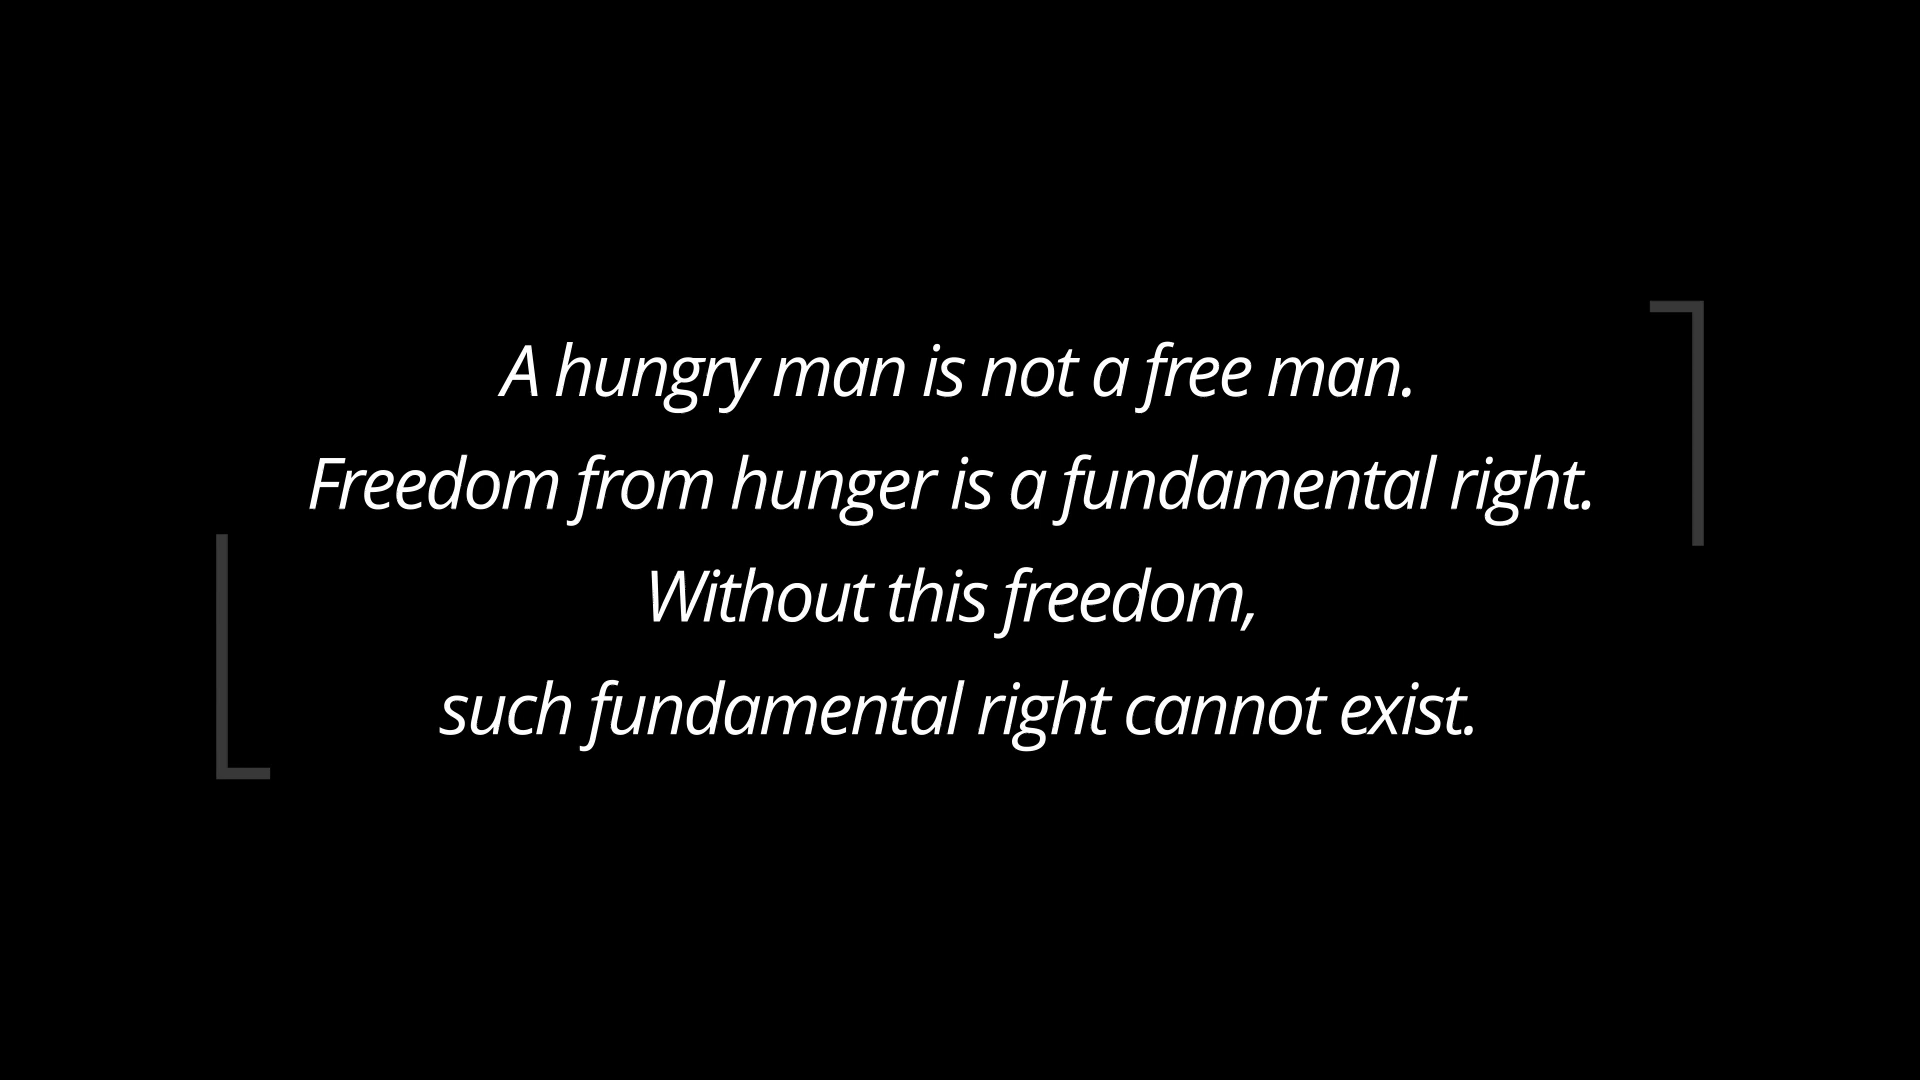 A hungry man is not a free man.
Freedom from hunger is a fundamental right.
Without this freedom,
such fundamental right cannot exist.